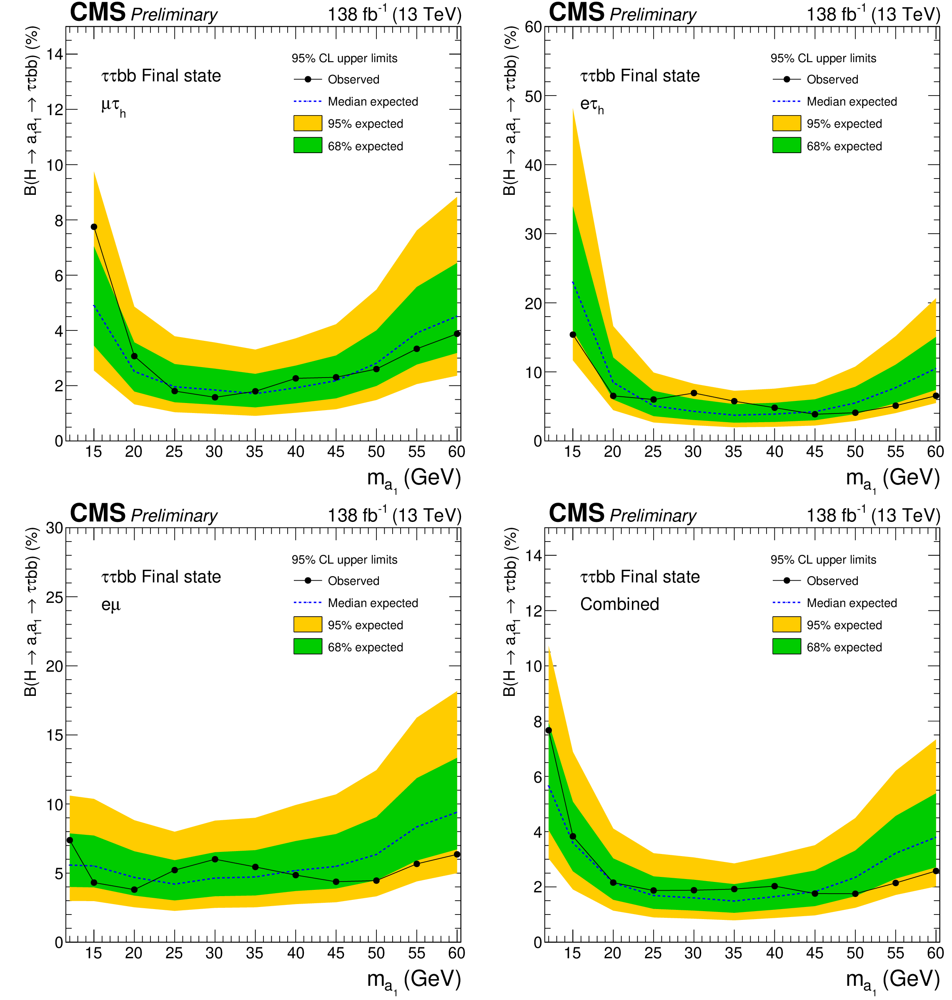 CMS Preliminary 138 fb⁻¹ (13 TeV)
B(H → a₁a₁ → ττbb) (%)
ττbb Final state
μτₕ
95% CL upper limits
Observed
Median expected
95% expected
68% expected
14
12
10
8
6
4
2
0
15 20 25 30 35 40 45 50 55 60
m_a₁ (GeV)
CMS Preliminary 138 fb⁻¹ (13 TeV)
B(H → a₁a₁ → ττbb) (%)
ττbb Final state
eτₕ
95% CL upper limits
Observed
Median expected
95% expected
68% expected
60
50
40
30
20
10
0
15 20 25 30 35 40 45 50 55 60
m_a₁ (GeV)
CMS Preliminary 138 fb⁻¹ (13 TeV)
B(H → a₁a₁ → ττbb) (%)
ττbb Final state
eμ
95% CL upper limits
Observed
Median expected
95% expected
68% expected
30
25
20
15
10
5
0
15 20 25 30 35 40 45 50 55 60
m_a₁ (GeV)
CMS Preliminary 138 fb⁻¹ (13 TeV)
B(H → a₁a₁ → ττbb) (%)
ττbb Final state
Combined
95% CL upper limits
Observed
Median expected
95% expected
68% expected
14
12
10
8
6
4
2
0
15 20 25 30 35 40 45 50 55 60
m_a₁ (GeV)